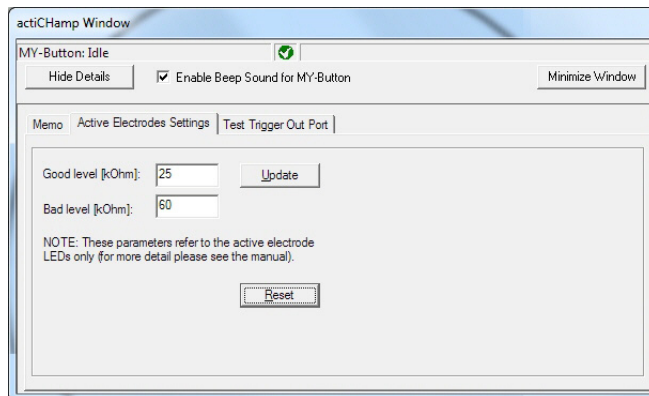 actiCHamp Window
MY-Button: Idle
Hide Details
Enable Beep Sound for MY-Button
Minimize Window
Memo
Active Electrodes Settings
Test Trigger Out Port
Good level [kOhm]:
25
Update
Bad level [kOhm]:
60
NOTE: These parameters refer to the active electrode
LEDs only (for more detail please see the manual).
Reset